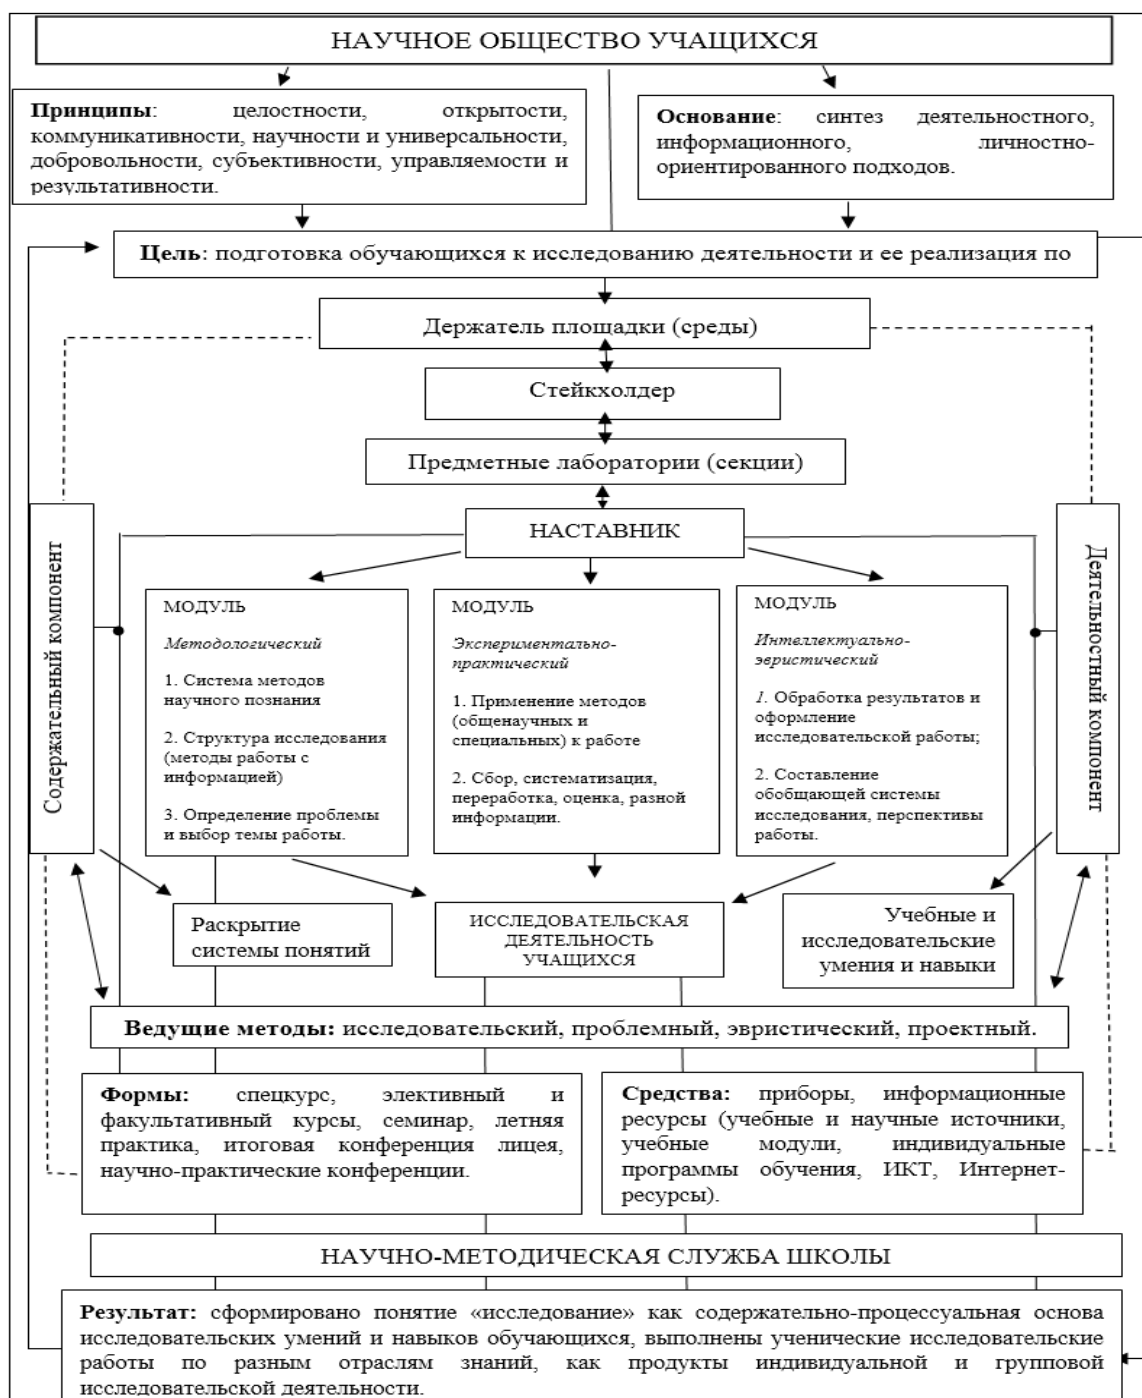 НАУЧНОЕ ОБЩЕСТВО УЧАЩИХСЯ
Принципы: целостности, открытости,
коммуникативности, научности и универсальности,
добровольности, субъективности, управляемости и
результативности.
Основание: синтез деятельностного,
информационного, личностно-
ориентированного подходов.
Цель: подготовка обучающихся к исследованию деятельности и ее реализация по
Держатель площадки (среды)
Стейкхолдер
Предметные лаборатории (секции)
НАСТАВНИК
Содержательный компонент
Деятельностный компонент
МОДУЛЬ
Методологический
1. Система методов
научного познания
2. Структура исследования
(методы работы с
информацией)
3. Определение проблемы
и выбор темы работы.
МОДУЛЬ
Экспериментально-
практический
1. Применение методов
(общенаучных и
специальных) к работе
2. Сбор, систематизация,
переработка, оценка, разной
информации.
МОДУЛЬ
Интеллектуально-
эвристический
1. Обработка результатов и
оформление
исследовательской работы;
2. Составление
обобщающей системы
исследования, перспективы
работы.
Раскрытие
системы понятий
ИССЛЕДОВАТЕЛЬСКАЯ
ДЕЯТЕЛЬНОСТЬ
УЧАЩИХСЯ
Учебные и
исследовательские
умения и навыки
Ведущие методы: исследовательский, проблемный, эвристический, проектный.
Формы: спецкурс, элективный и
факультативный курсы, семинар, летняя
практика, итоговая конференция лицея,
научно-практические конференции.
Средства: приборы, информационные
ресурсы (учебные и научные источники,
учебные модули, индивидуальные
программы обучения, ИКТ, Интернет-
ресурсы).
НАУЧНО-МЕТОДИЧЕСКАЯ СЛУЖБА ШКОЛЫ
Результат: сформировано понятие «исследование» как содержательно-процессуальная основа
исследовательских умений и навыков обучающихся, выполнены ученические исследовательские
работы по разным отраслям знаний, как продукты индивидуальной и групповой
исследовательской деятельности.